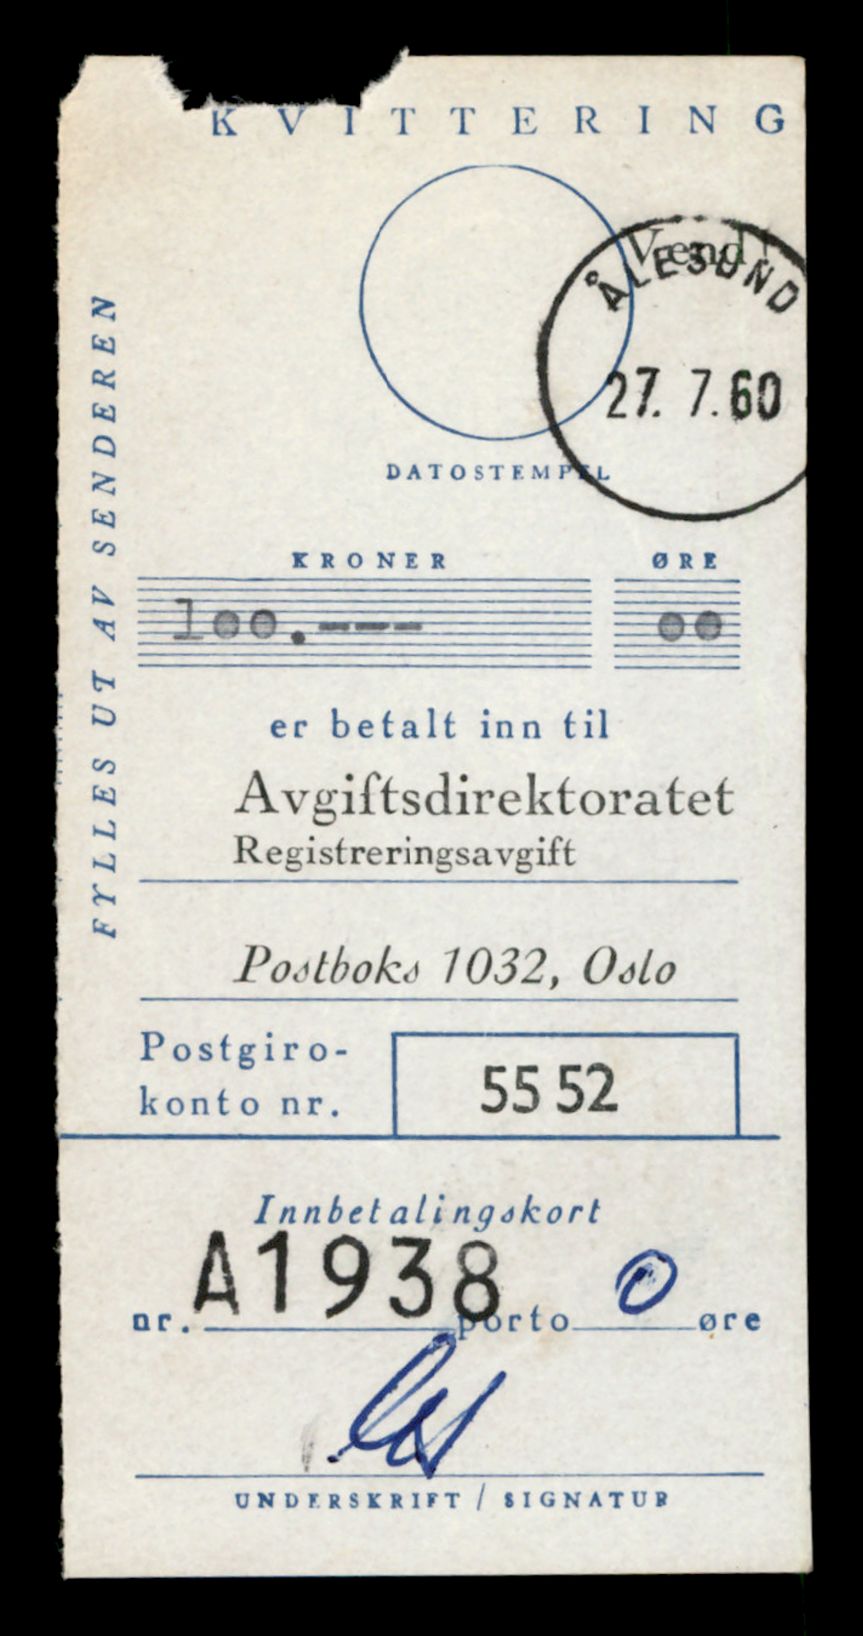 KVITTERING
Vend!
ÅLESUND
27. 7. 60
DATOSTEMPEL
FYLLES UT AV SENDEREN
KRONER ØRE
100.--- 00
er betalt inn til
Avgiftsdirektoratet
Registreringsavgift
Postboks 1032, Oslo
Postgiro-
konto nr. 55 52
Innbetalingskort
nr. A1938 porto 0 øre
UNDERSKRIFT / SIGNATUR